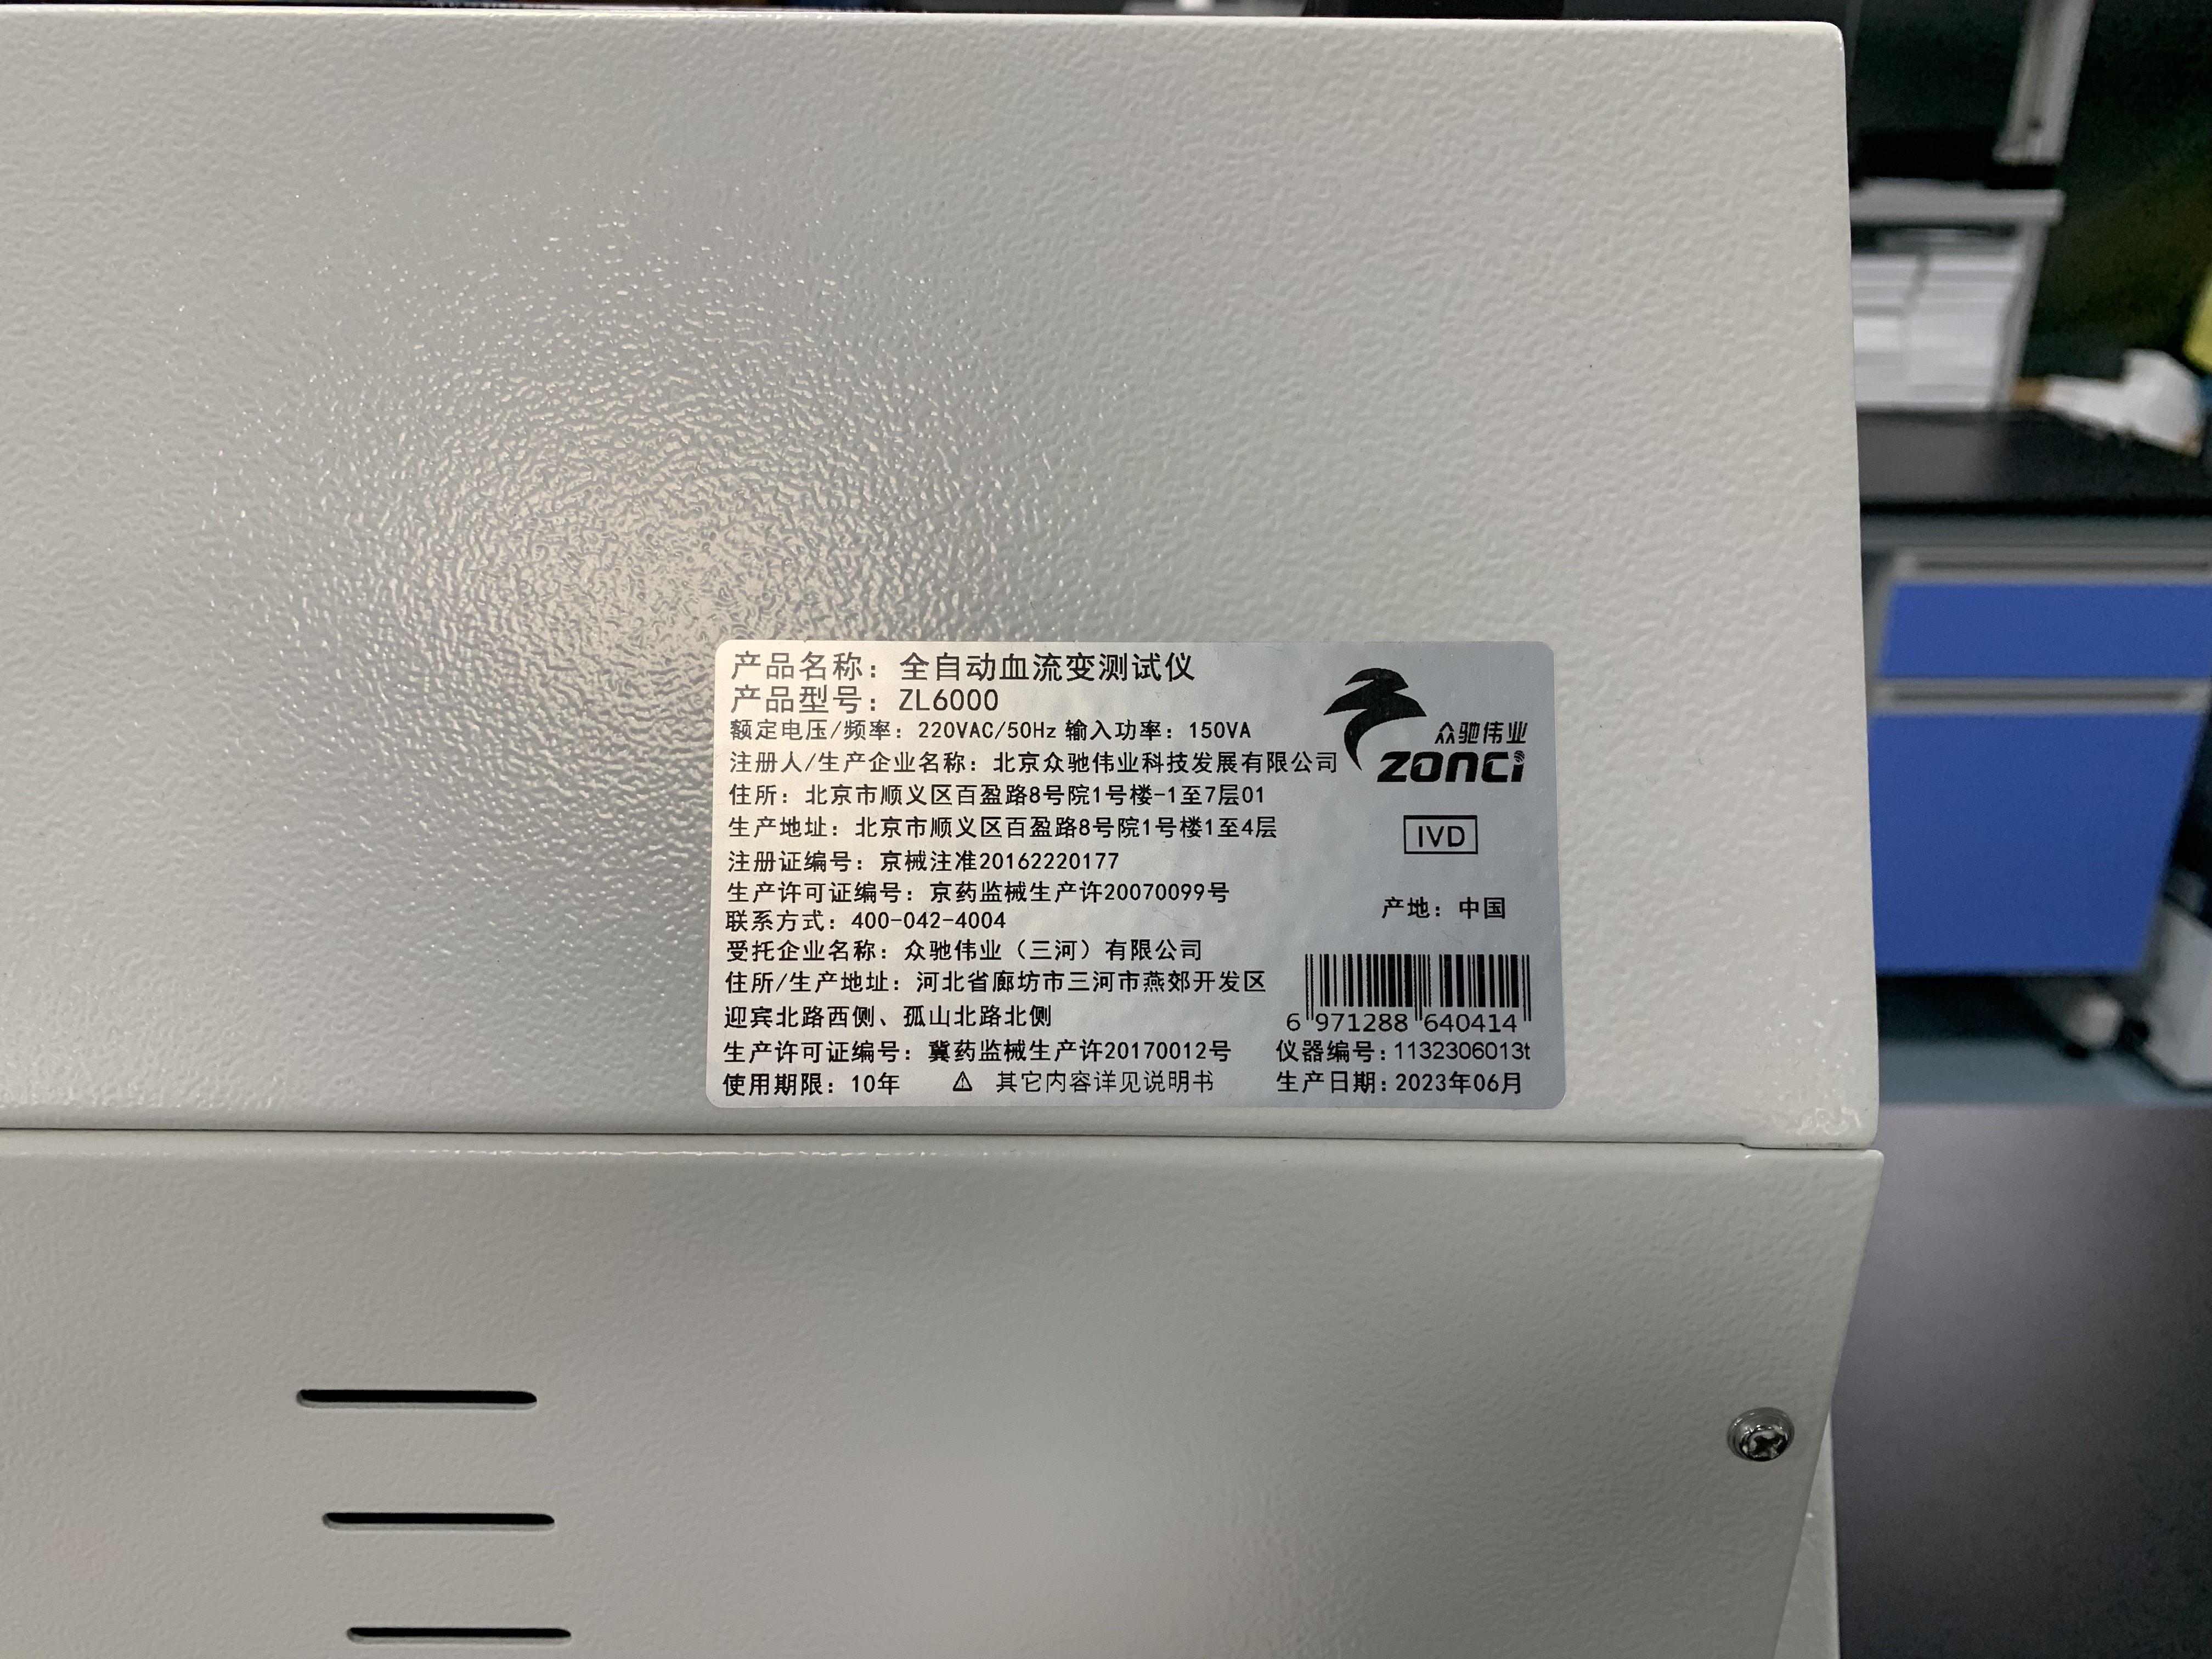 产品名称：全自动血流变测试仪
产品型号：ZL6000
额定电压/频率：220VAC/50Hz 输入功率：150VA
注册人/生产企业名称：北京众驰伟业科技发展有限公司
住所：北京市顺义区百盈路8号院1号楼-1至7层01
生产地址：北京市顺义区百盈路8号院1号楼1至4层
注册证编号：京械注准20162220177
生产许可证编号：京药监械生产许20070099号
联系方式：400-042-4004
受托企业名称：众驰伟业（三河）有限公司
住所/生产地址：河北省廊坊市三河市燕郊开发区
迎宾北路西侧、孤山北路北侧
生产许可证编号：冀药监械生产许20170012号
使用期限：10年 ⚠ 其它内容详见说明书
众驰伟业
zonci
IVD
产地：中国
6 971288 640414
仪器编号：1132306013t
生产日期：2023年06月